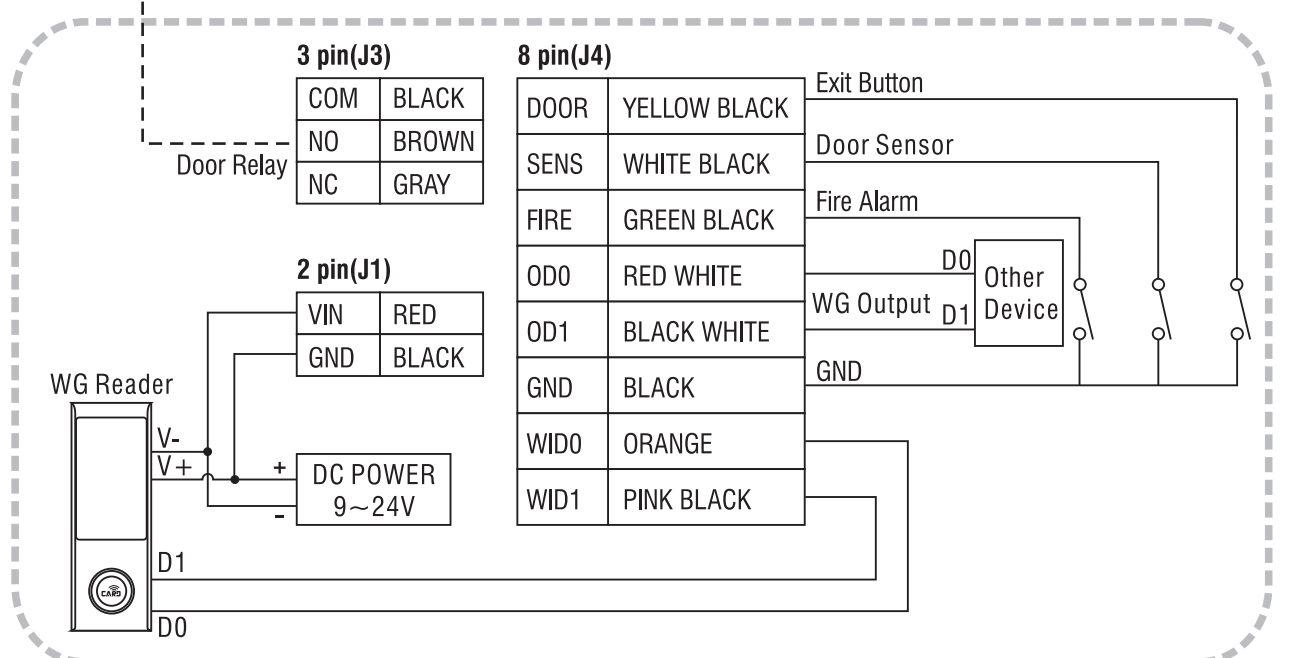 3 pin(J3)
COM BLACK
NO BROWN
NC GRAY
Door Relay
8 pin(J4)
DOOR YELLOW BLACK
SENS WHITE BLACK
FIRE GREEN BLACK
OD0 RED WHITE
OD1 BLACK WHITE
GND BLACK
WID0 ORANGE
WID1 PINK BLACK
Exit Button
Door Sensor
Fire Alarm
D0
WG Output D1
Other
Device
GND
2 pin(J1)
VIN RED
GND BLACK
WG Reader
V-
V+
+
-
DC POWER
9~24V
D1
CARD
D0